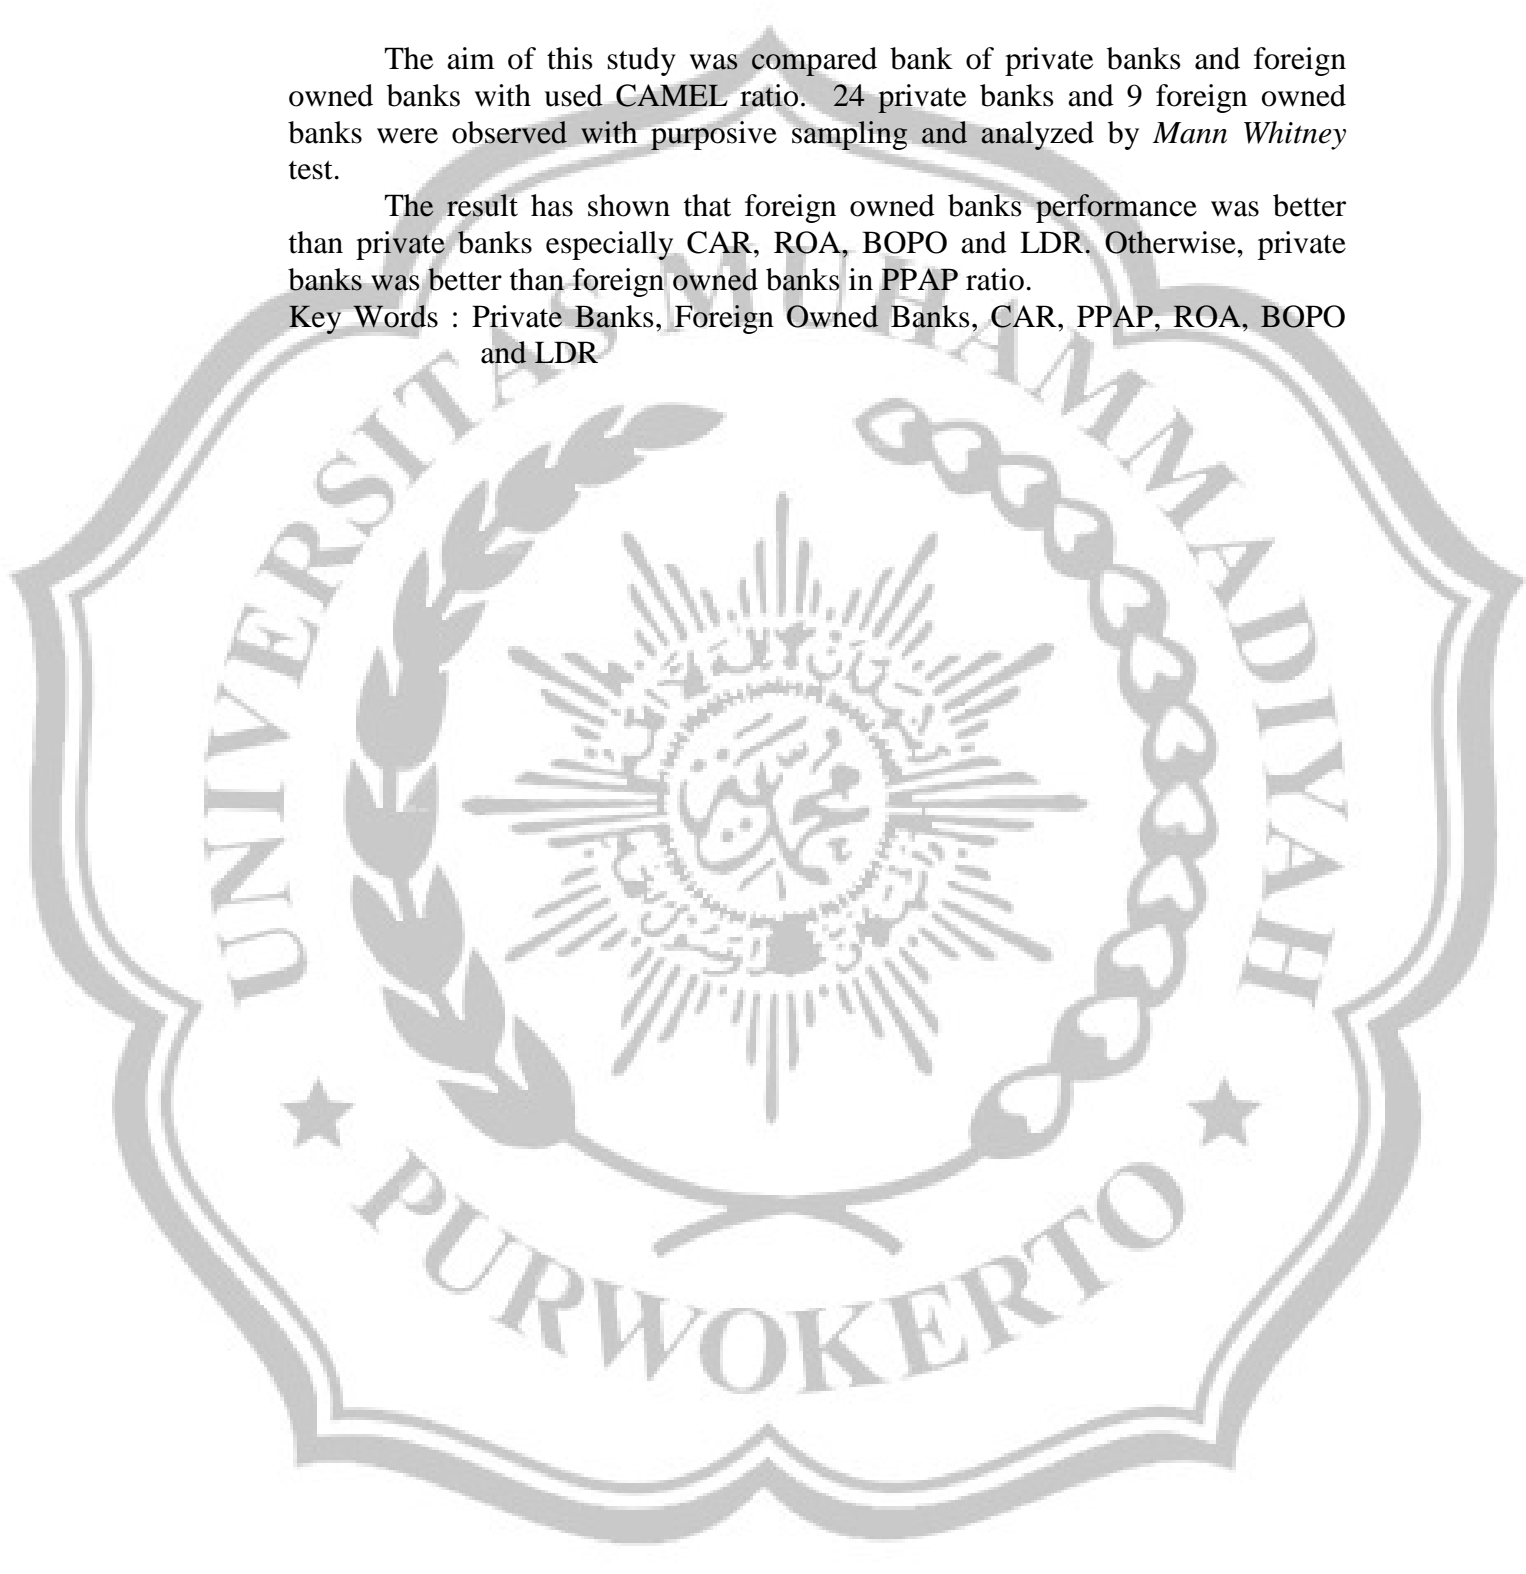 The aim of this study was compared bank of private banks and foreign
owned banks with used CAMEL ratio. 24 private banks and 9 foreign owned
banks were observed with purposive sampling and analyzed by Mann Whitney
test.
The result has shown that foreign owned banks performance was better
than private banks especially CAR, ROA, BOPO and LDR. Otherwise, private
banks was better than foreign owned banks in PPAP ratio.
Key Words : Private Banks, Foreign Owned Banks, CAR, PPAP, ROA, BOPO
and LDR
UNIVERSITAS MUHAMMADIYAH
محمدية
PURWOKERTO